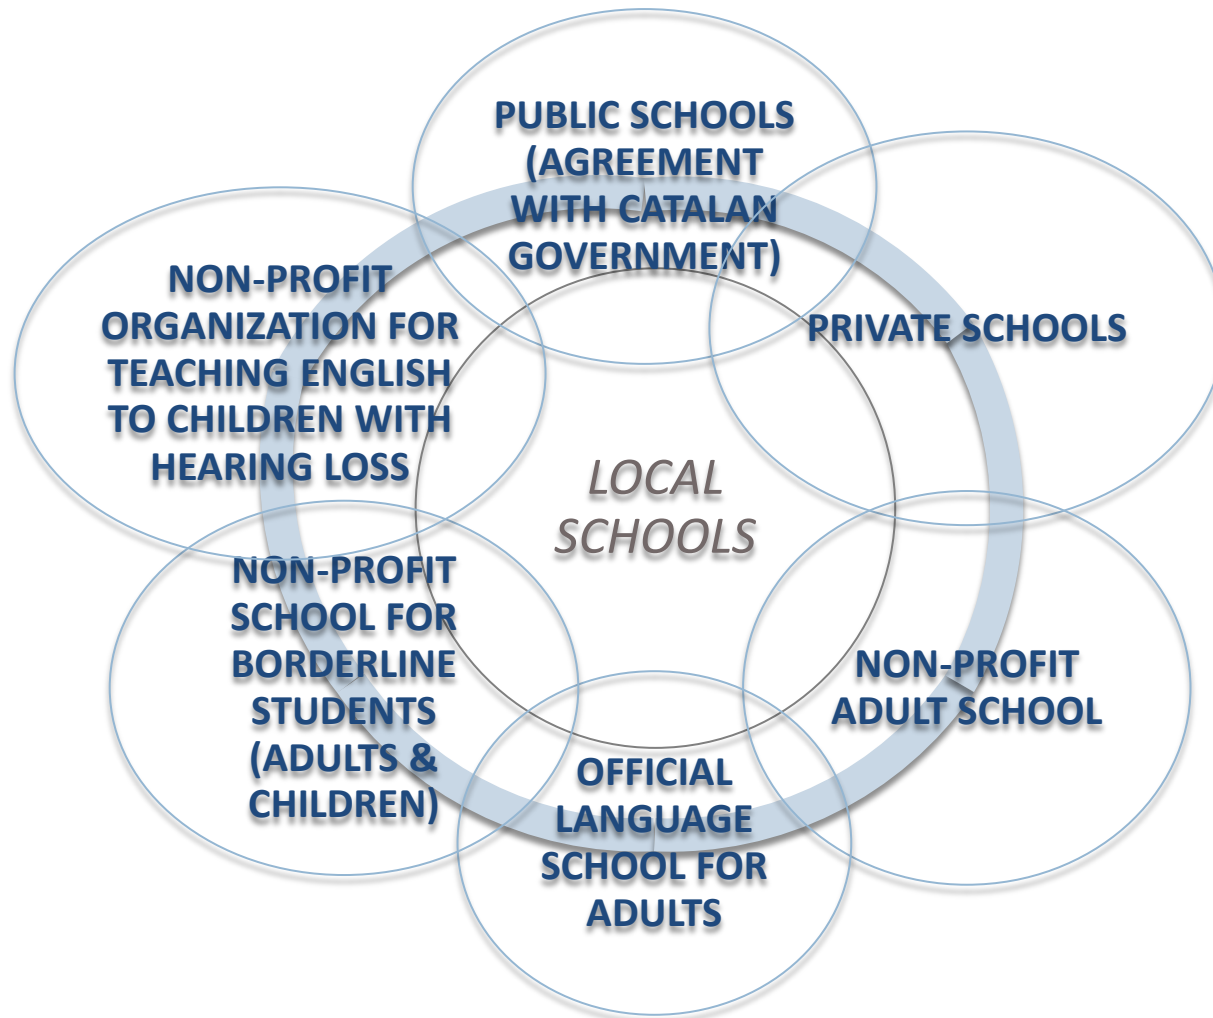 PUBLIC SCHOOLS
(AGREEMENT
WITH CATALAN
GOVERNMENT)
PRIVATE SCHOOLS
NON-PROFIT
ADULT SCHOOL
OFFICIAL
LANGUAGE
SCHOOL FOR
ADULTS
NON-PROFIT
SCHOOL FOR
BORDERLINE
STUDENTS
(ADULTS &
CHILDREN)
NON-PROFIT
ORGANIZATION FOR
TEACHING ENGLISH
TO CHILDREN WITH
HEARING LOSS
LOCAL
SCHOOLS